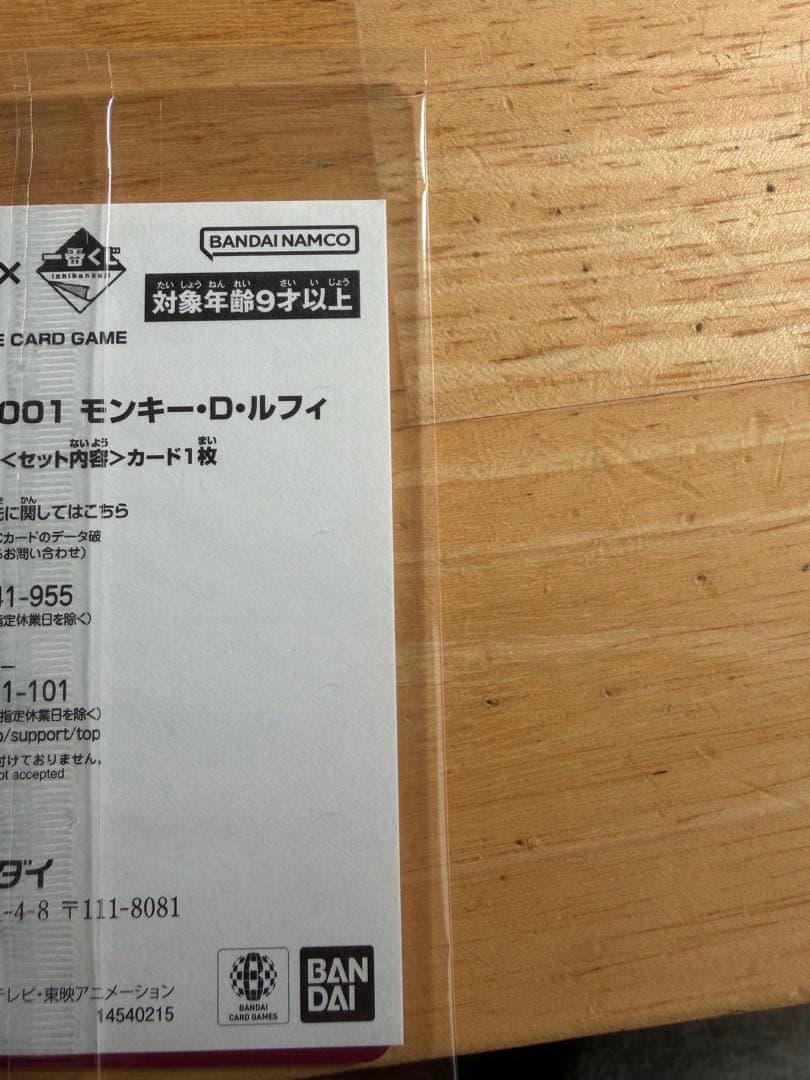 BANDAI NAMCO
× 一番くじ
ichibankuji
たいしょうねんれい さいいじょう
対象年齢9才以上
E CARD GAME
001 モンキー・D・ルフィ
ないよう まい
<セット内容>カード1枚
かん
元に関してはこちら
Cカードのデータ破
らお問い合わせ)
41-955
指定休業日を除く)
ー
1-101
指定休業日を除く)
p/support/top
付けておりません。
ot accepted
ダイ
-4-8 〒111-8081
テレビ・東映アニメーション
14540215
BANDAI
CARD GAMES
BAN
DAI